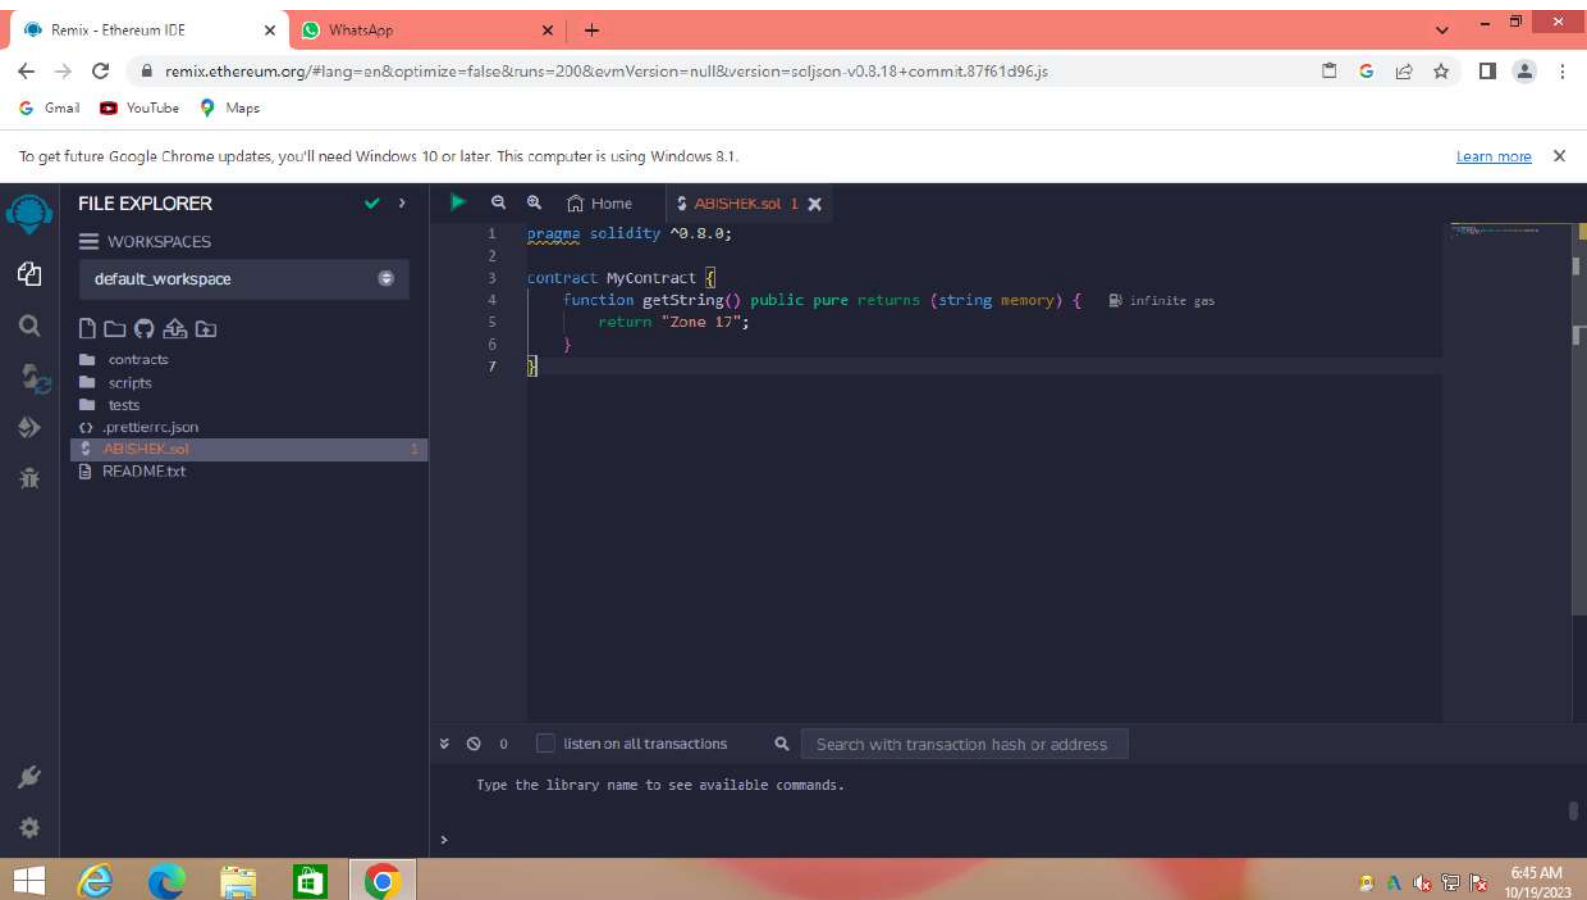 Remix - Ethereum IDE
WhatsApp
remix.ethereum.org/#lang=en&optimize=false&runs=200&evmVersion=null&version=soljson-v0.8.18+commit.87f61d96.js
Gmail YouTube Maps
To get future Google Chrome updates, you'll need Windows 10 or later. This computer is using Windows 8.1.
Learn more
FILE EXPLORER
WORKSPACES
default_workspace
contracts
scripts
tests
.prettierrc.json
ABISHEK.sol 1
README.txt
Home
ABISHEK.sol 1
1 pragma solidity ^0.8.0;
2
3 contract MyContract {
4 function getString() public pure returns (string memory) { infinite gas
5 return "Zone 17";
6 }
7 }
0 listen on all transactions
Search with transaction hash or address
Type the library name to see available commands.
>
6:45 AM
10/19/2023